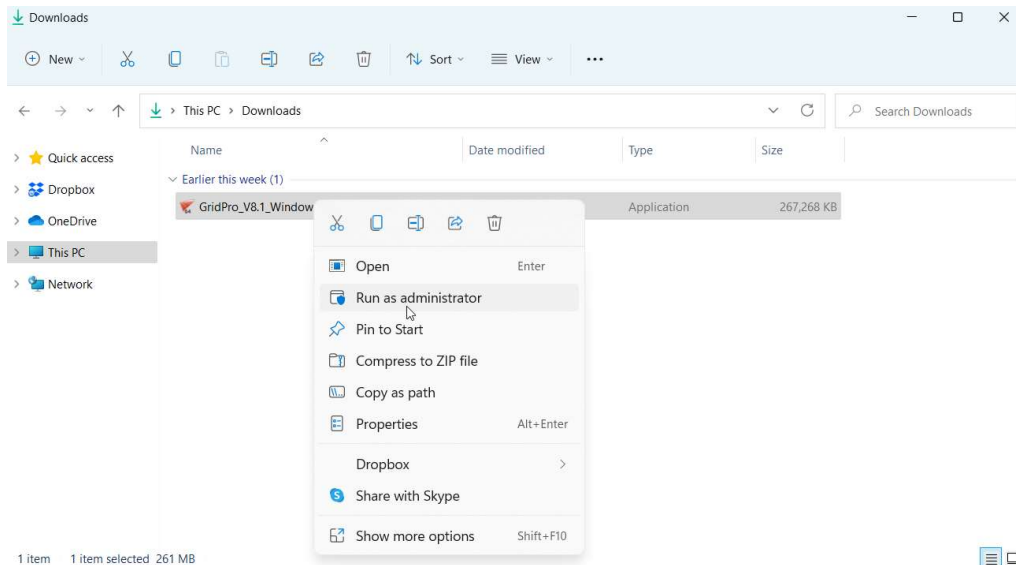 Downloads
New Sort View ...
This PC > Downloads Search Downloads
Name Date modified Type Size
Quick access
Earlier this week (1)
Dropbox
GridPro_V8.1_Window Application 267,268 KB
OneDrive
This PC
Network
Open Enter
Run as administrator
Pin to Start
Compress to ZIP file
Copy as path
Properties Alt+Enter
Dropbox
Share with Skype
Show more options Shift+F10
1 item 1 item selected 261 MB